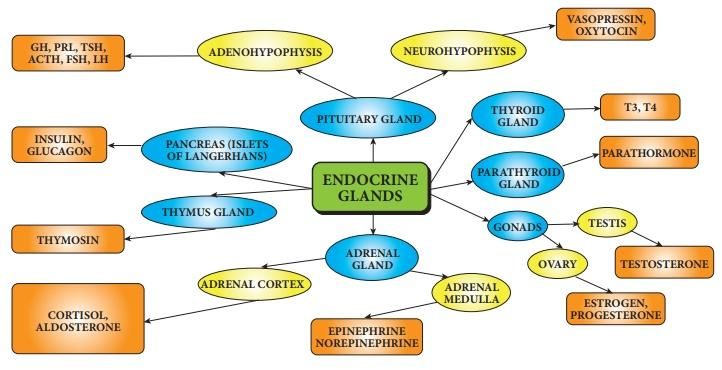 VASOPRESSIN,
OXYTOCIN
GH, PRL, TSH,
ACTH, FSH, LH
ADENOHYPOPHYSIS
NEUROHYPOPHYSIS
PITUITARY GLAND
THYROID
GLAND
T3, T4
INSULIN,
GLUCAGON
PANCREAS (ISLETS
OF LANGERHANS)
PARATHYROID
GLAND
PARATHORMONE
ENDOCRINE
GLANDS
THYMUS GLAND
THYMOSIN
GONADS
TESTIS
TESTOSTERONE
OVARY
ESTROGEN,
PROGESTERONE
ADRENAL
GLAND
ADRENAL CORTEX
ADRENAL
MEDULLA
CORTISOL,
ALDOSTERONE
EPINEPHRINE
NOREPINEPHRINE